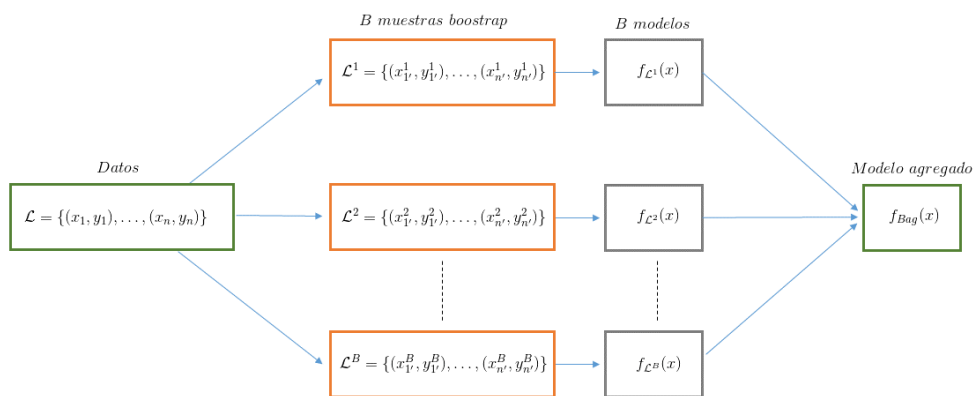 B muestras boostrap
B modelos
ℒ¹ = {(x¹₁′, y¹₁′), . . . , (x¹ₙ′, y¹ₙ′)}
f_ℒ¹(x)
Datos
Modelo agregado
ℒ = {(x₁, y₁), . . . , (xₙ, yₙ)}
ℒ² = {(x²₁′, y²₁′), . . . , (x²ₙ′, y²ₙ′)}
f_ℒ²(x)
f_Bag(x)
ℒᴮ = {(xᴮ₁′, yᴮ₁′), . . . , (xᴮₙ′, yᴮₙ′)}
f_ℒᴮ(x)